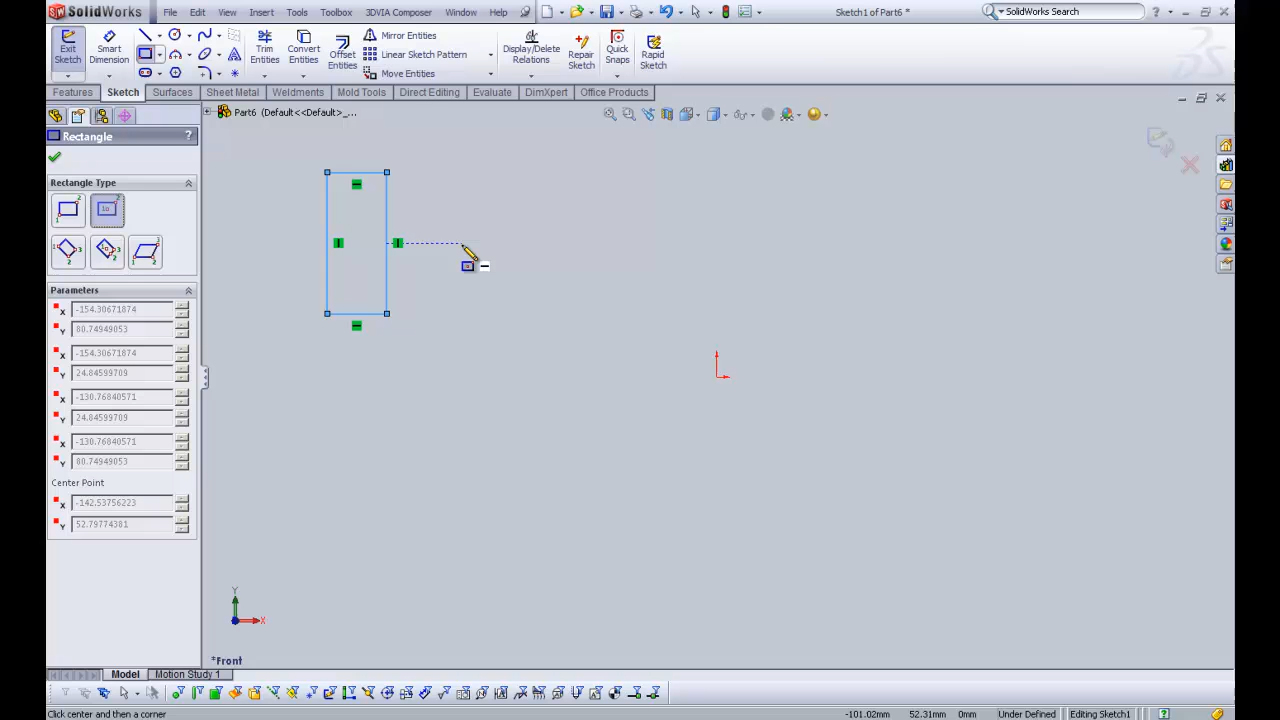 SolidWorks File Edit View Insert Tools Toolbox 3DVIA Composer Window Help Sketch1 of Part6 * SolidWorks Search
Exit Sketch
Smart Dimension
Trim Entities
Convert Entities
Offset Entities
Mirror Entities
Linear Sketch Pattern
Move Entities
Display/Delete Relations
Repair Sketch
Quick Snaps
Rapid Sketch
Features Sketch Surfaces Sheet Metal Weldments Mold Tools Direct Editing Evaluate DimXpert Office Products
Part6 (Default<<Default>_...
Rectangle ?
Rectangle Type
Parameters
X -154.30671874
Y 80.74949053
X -154.30671874
Y 24.84599709
X -130.76840571
Y 24.84599709
X -130.76840571
Y 80.74949053
Center Point
X -142.53756223
Y 52.79774381
Y
X
*Front
Model Motion Study 1
Click center and then a corner -101.02mm 52.31mm 0mm Under Defined Editing Sketch1